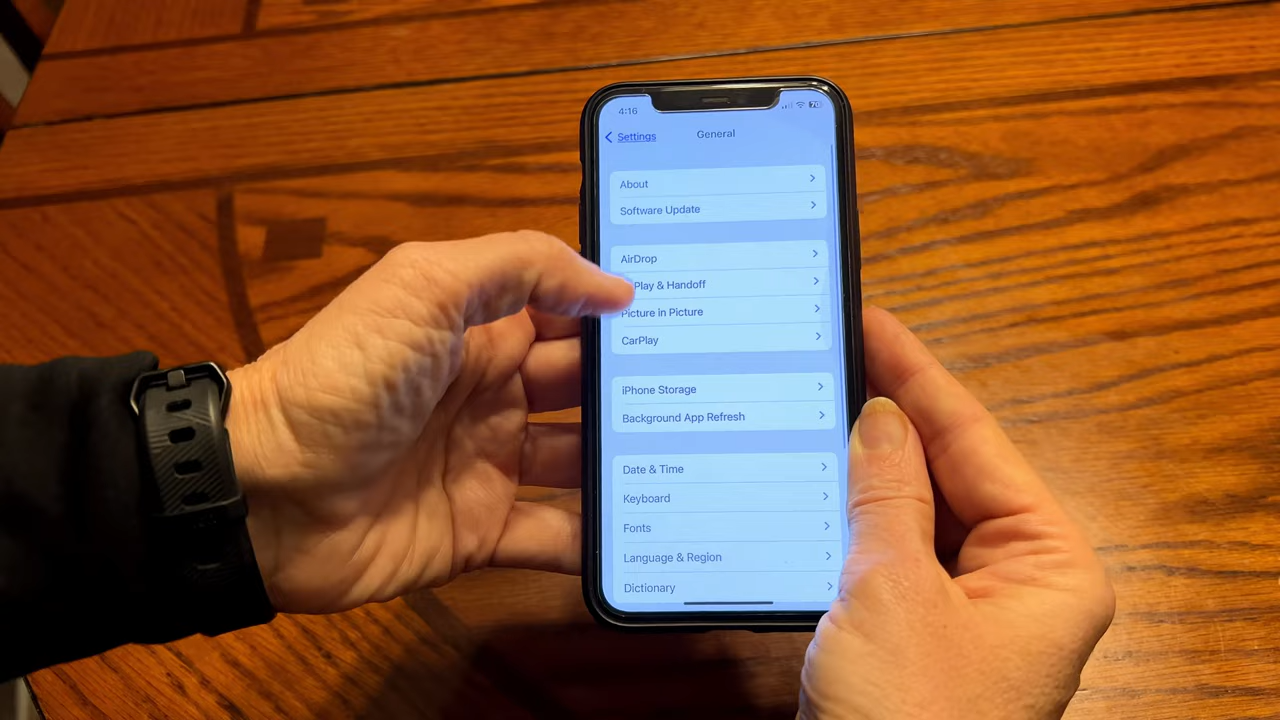 4:16
70
Settings
General
About
Software Update
AirDrop
Play & Handoff
Picture in Picture
CarPlay
iPhone Storage
Background App Refresh
Date & Time
Keyboard
Fonts
Language & Region
Dictionary